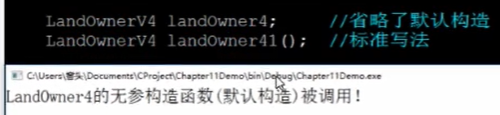 LandOwnerV4 landOwner4;    //省略了默认构造
LandOwnerV4 landOwner41();  //标准写法
C:\Users\窖头\Documents\CProject\Chapter11Demo\bin\Debug\Chapter11Demo.exe
LandOwner4的无参构造函数(默认构造)被调用!